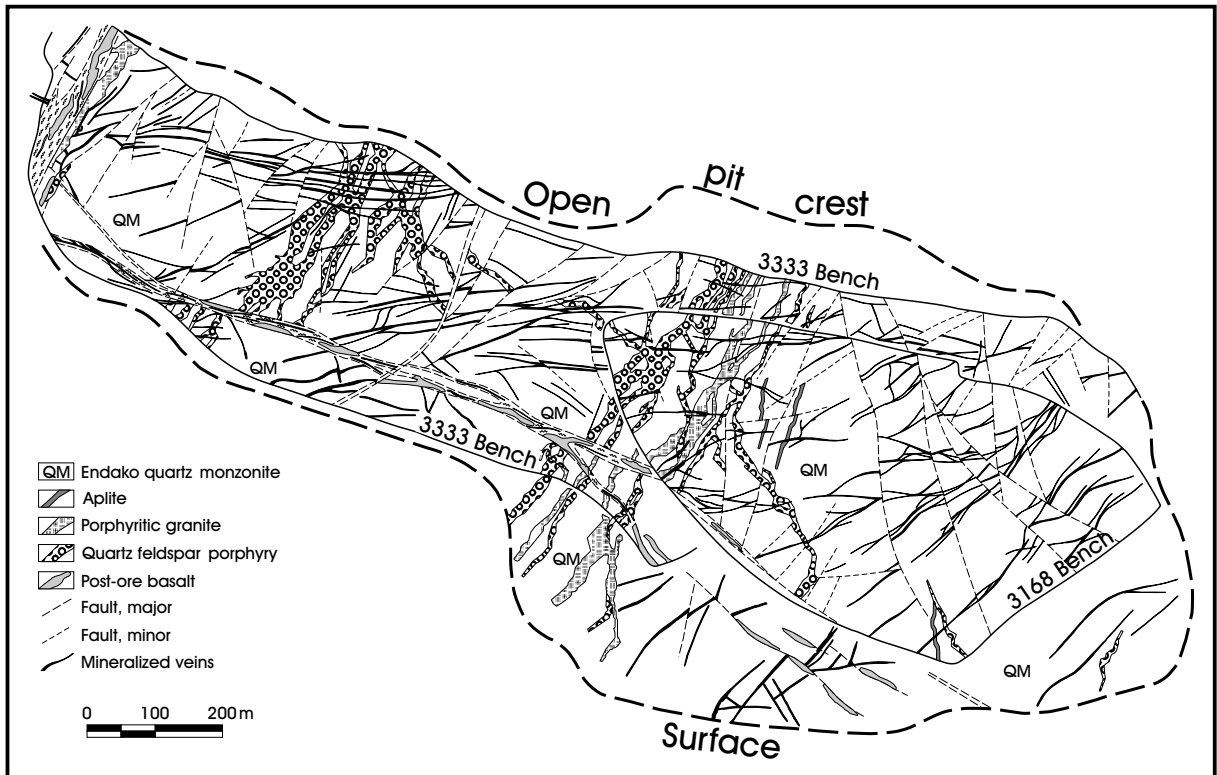 Open pit crest
3333 Bench
QM
QM
QM
3333 Bench
QM
QM
3168 Bench
QM
Surface
QM Endako quartz monzonite
Aplite
Porphyritic granite
Quartz feldspar porphyry
Post-ore basalt
Fault, major
Fault, minor
Mineralized veins
0 100 200 m